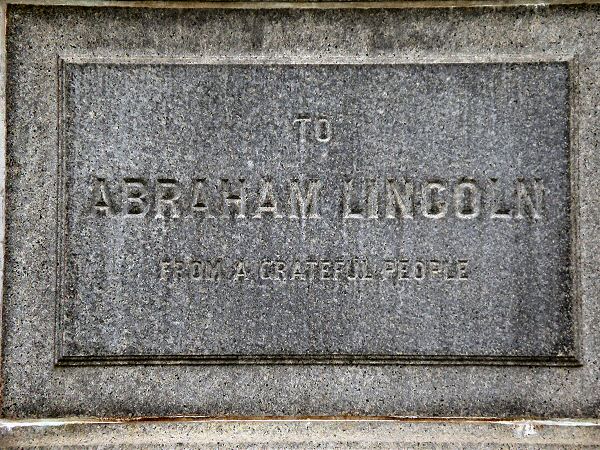 TO
ABRAHAM LINCOLN
FROM A GRATEFUL PEOPLE